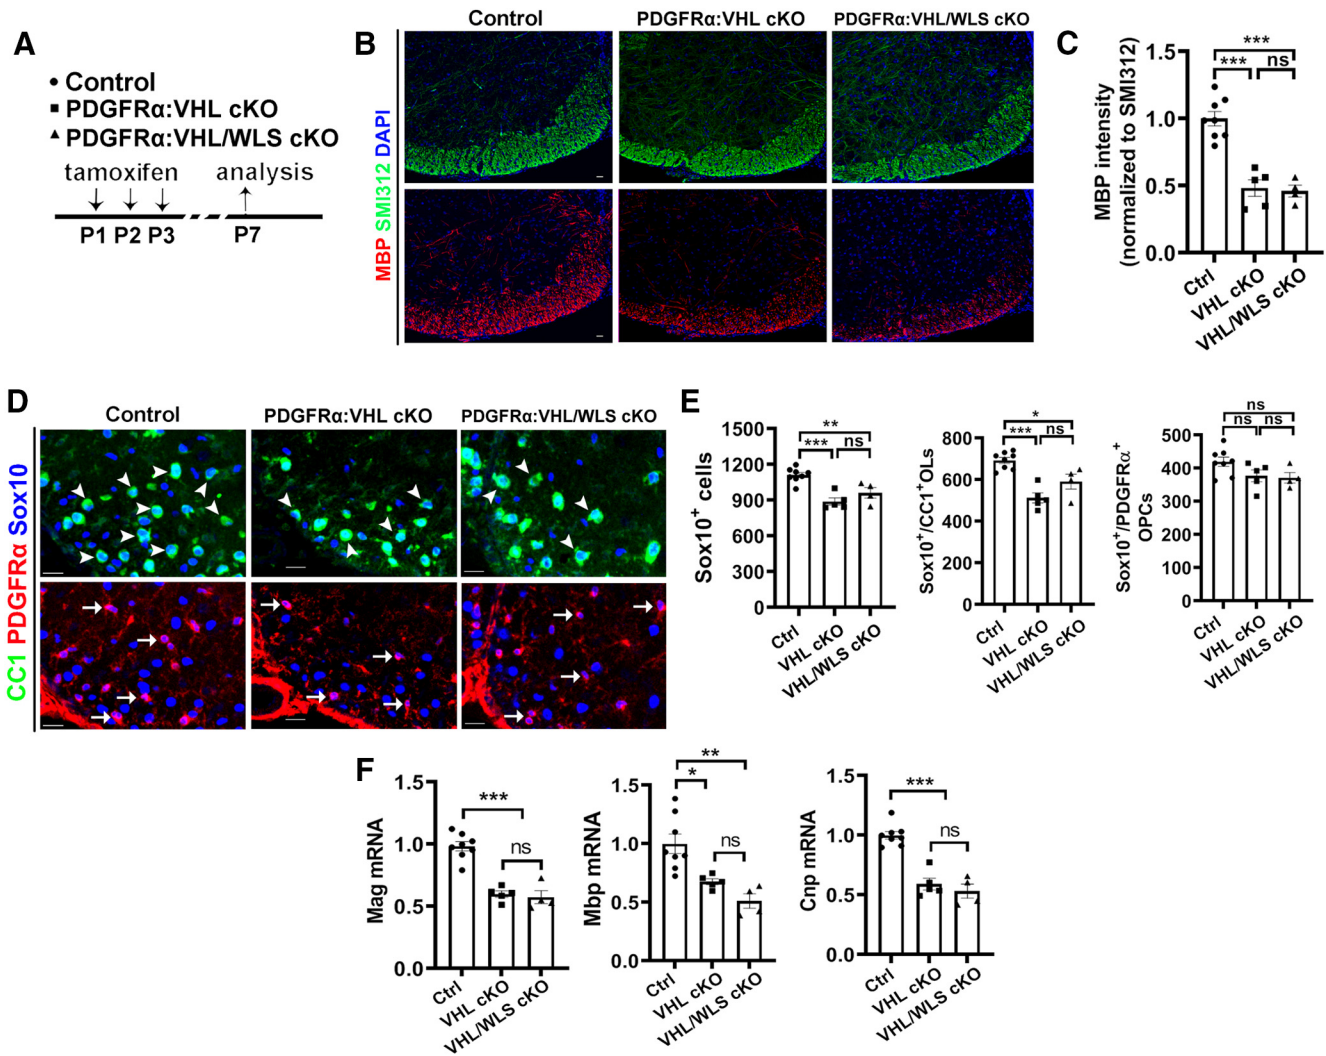 A
Control
PDGFRα:VHL cKO
PDGFRα:VHL/WLS cKO
tamoxifen analysis
P1 P2 P3 P7
B
Control PDGFRα:VHL cKO PDGFRα:VHL/WLS cKO
MBP SMI312 DAPI
C
MBP intensity
(normalized to SMI312)
1.5
1.0
0.5
0.0
***
*** ns
Ctrl
VHL cKO
VHL/WLS cKO
D
Control PDGFRα:VHL cKO PDGFRα:VHL/WLS cKO
CC1 PDGFRα Sox10
E
Sox10+ cells
1500
1200
900
600
300
0
**
*** ns
Ctrl
VHL cKO
VHL/WLS cKO
Sox10+/CC1+OLs
800
600
400
200
0
*
*** ns
Ctrl
VHL cKO
VHL/WLS cKO
Sox10+/PDGFRα+
OPCs
500
400
300
200
100
0
ns
ns ns
Ctrl
VHL cKO
VHL/WLS cKO
F
Mag mRNA
1.5
1.0
0.5
0.0
***
ns
Ctrl
VHL cKO
VHL/WLS cKO
Mbp mRNA
1.5
1.0
0.5
0.0
**
*
ns
Ctrl
VHL cKO
VHL/WLS cKO
Cnp mRNA
1.5
1.0
0.5
0.0
***
ns
Ctrl
VHL cKO
VHL/WLS cKO